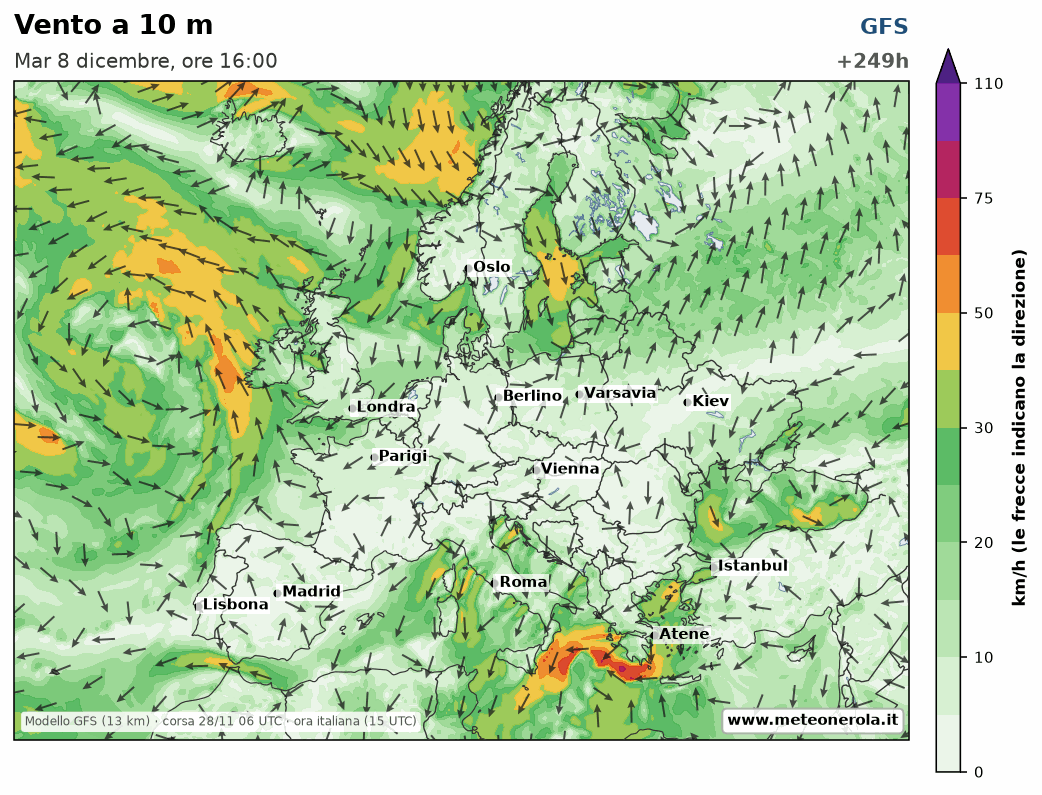 Vento a 10 m
GFS
Mar 8 dicembre, ore 16:00
+249h
110
75
50
30
20
10
0
km/h (le frecce indicano la direzione)
Oslo
Berlino
Varsavia
Kiev
Londra
Parigi
Vienna
Istanbul
Roma
Madrid
Lisbona
Atene
Modello GFS (13 km) · corsa 28/11 06 UTC · ora italiana (15 UTC)
www.meteonerola.it